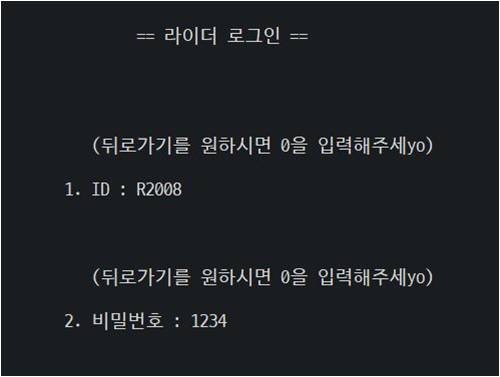 == 라이더 로그인 ==
(뒤로가기를 원하시면 0을 입력해주세yo)
1. ID : R2008
(뒤로가기를 원하시면 0을 입력해주세yo)
2. 비밀번호 : 1234